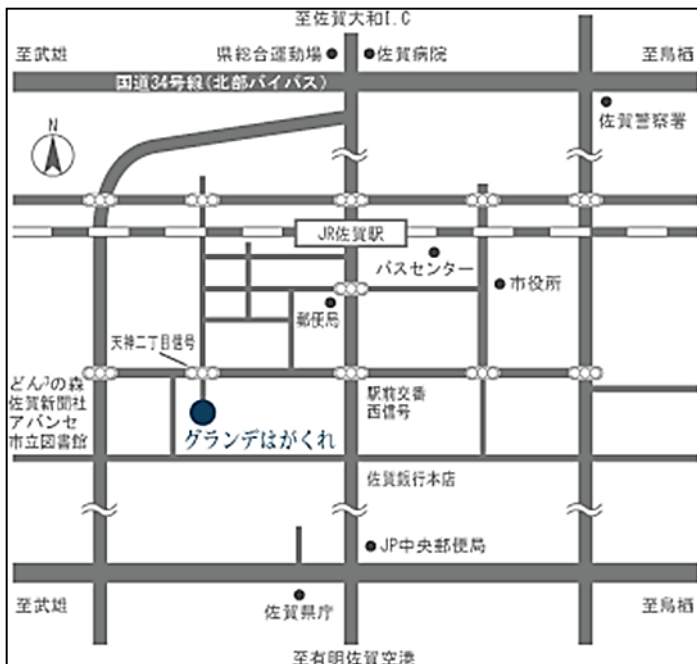 至佐賀大和I.C
至武雄
県総合運動場
佐賀病院
至鳥栖
国道34号線(北部バイパス)
佐賀警察署
N
JR佐賀駅
バスセンター
市役所
郵便局
天神二丁目信号
どん3の森
佐賀新聞社
アバンセ
市立図書館
駅前交番
西信号
グランデはがくれ
佐賀銀行本店
JP中央郵便局
至武雄
佐賀県庁
至鳥栖
至有明佐賀空港